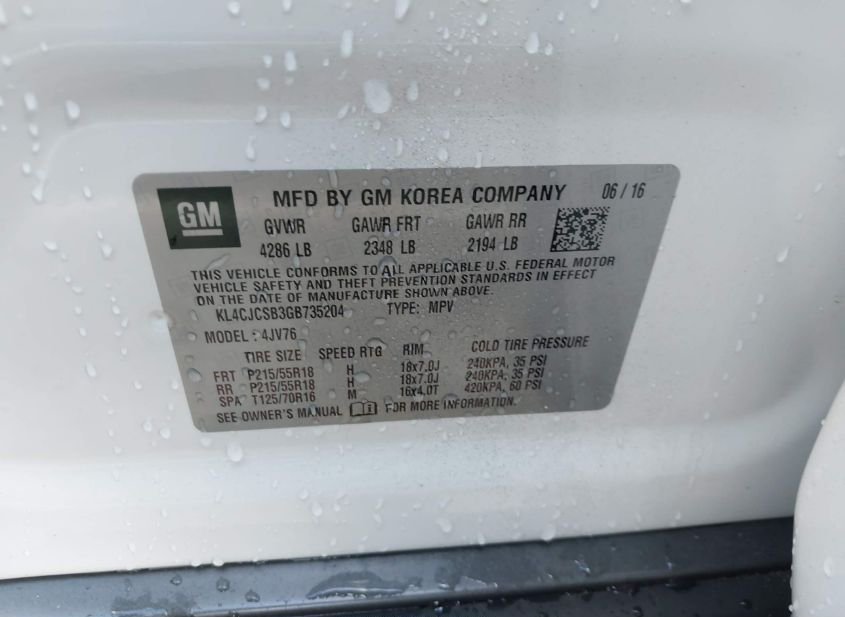 GM MFD BY GM KOREA COMPANY 06 / 16
GVWR GAWR FRT GAWR RR
4286 LB 2348 LB 2194 LB
THIS VEHICLE CONFORMS TO ALL APPLICABLE U.S. FEDERAL MOTOR
VEHICLE SAFETY AND THEFT PREVENTION STANDARDS IN EFFECT
ON THE DATE OF MANUFACTURE SHOWN ABOVE.
KL4CJCSB3GB735204 TYPE: MPV
MODEL : 4JV76
TIRE SIZE SPEED RTG RIM COLD TIRE PRESSURE
FRT P215/55R18 H 18x7.0J 240KPA, 35 PSI
RR P215/55R18 H 18x7.0J 240KPA, 35 PSI
SPA T125/70R16 M 16x4.0T 420KPA, 60 PSI
SEE OWNER'S MANUAL FOR MORE INFORMATION.